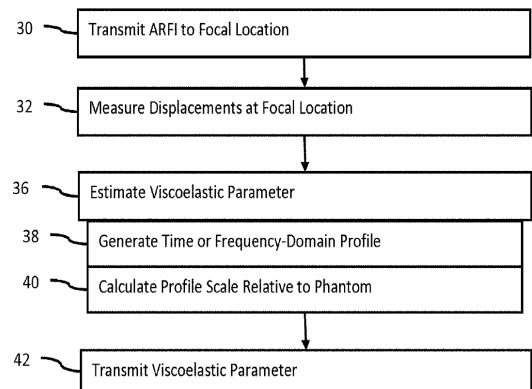 30 Transmit ARFI to Focal Location
32 Measure Displacements at Focal Location
36 Estimate Viscoelastic Parameter
38 Generate Time or Frequency-Domain Profile
40 Calculate Profile Scale Relative to Phantom
42 Transmit Viscoelastic Parameter